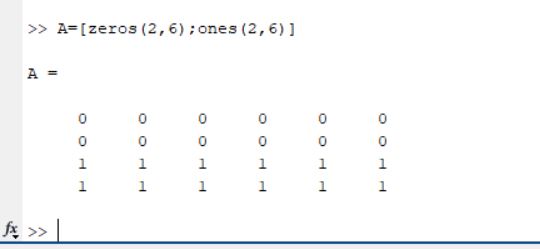 >> A=[zeros(2,6);ones(2,6)]
A =
0 0 0 0 0 0
0 0 0 0 0 0
1 1 1 1 1 1
1 1 1 1 1 1
fx >>